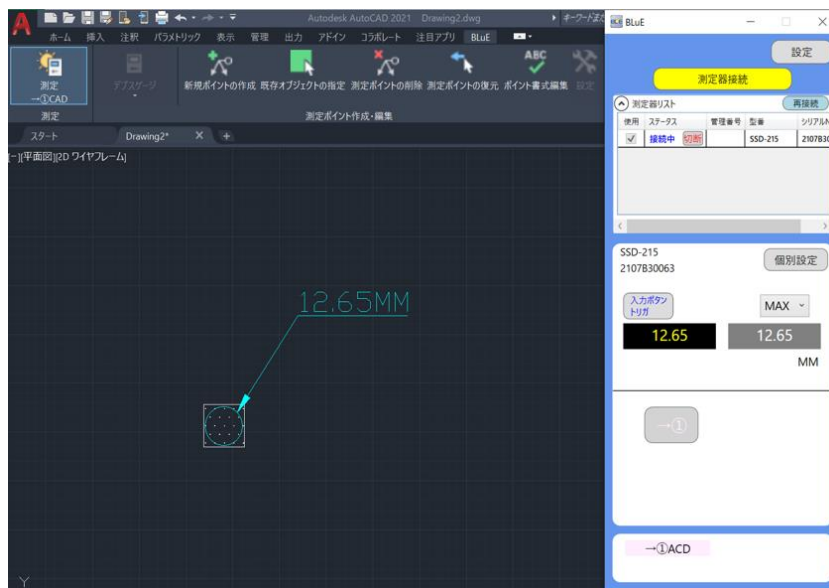 Autodesk AutoCAD 2021 Drawing2.dwg
キーワードまた
ホーム 挿入 注釈 パラメトリック 表示 管理 出力 アドイン コラボレート 注目アプリ BLuE
測定
→①CAD
デプスゲージ
新規ポイントの作成 既存オブジェクトの指定 測定ポイントの削除 測定ポイントの復元 ABC ポイント書式編集 設定
測定 測定ポイント作成・編集
スタート Drawing2* X +
[−][平面図][2D ワイヤフレーム]
12.65MM
Y
BLuE
設定
測定器接続
測定器リスト 再接続
使用 ステータス 管理番号 型番 シリアルN
接続中 切断 SSD-215 2107B30
SSD-215
2107B30063
個別設定
入力ボタン
トリガ
MAX
12.65 12.65
MM
→①
→①ACD